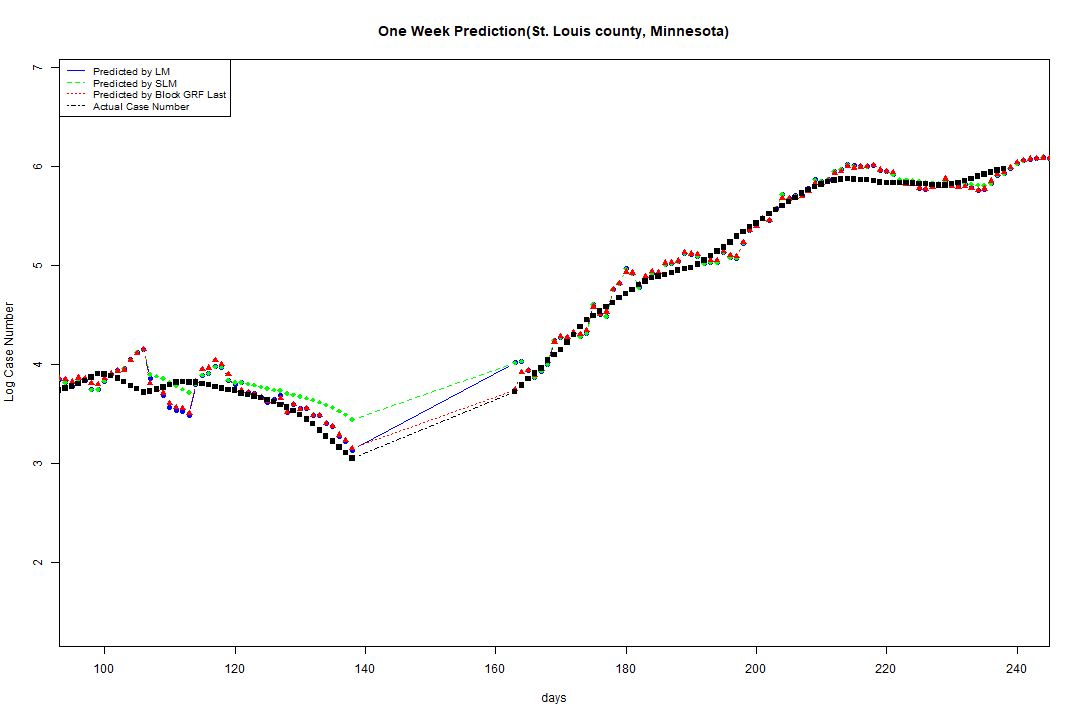 One Week Prediction(St. Louis county, Minnesota)
Predicted by LM
Predicted by SLM
Predicted by Block GRF Last
Actual Case Number
7
6
5
4
3
2
Log Case Number
100 120 140 160 180 200 220 240
days